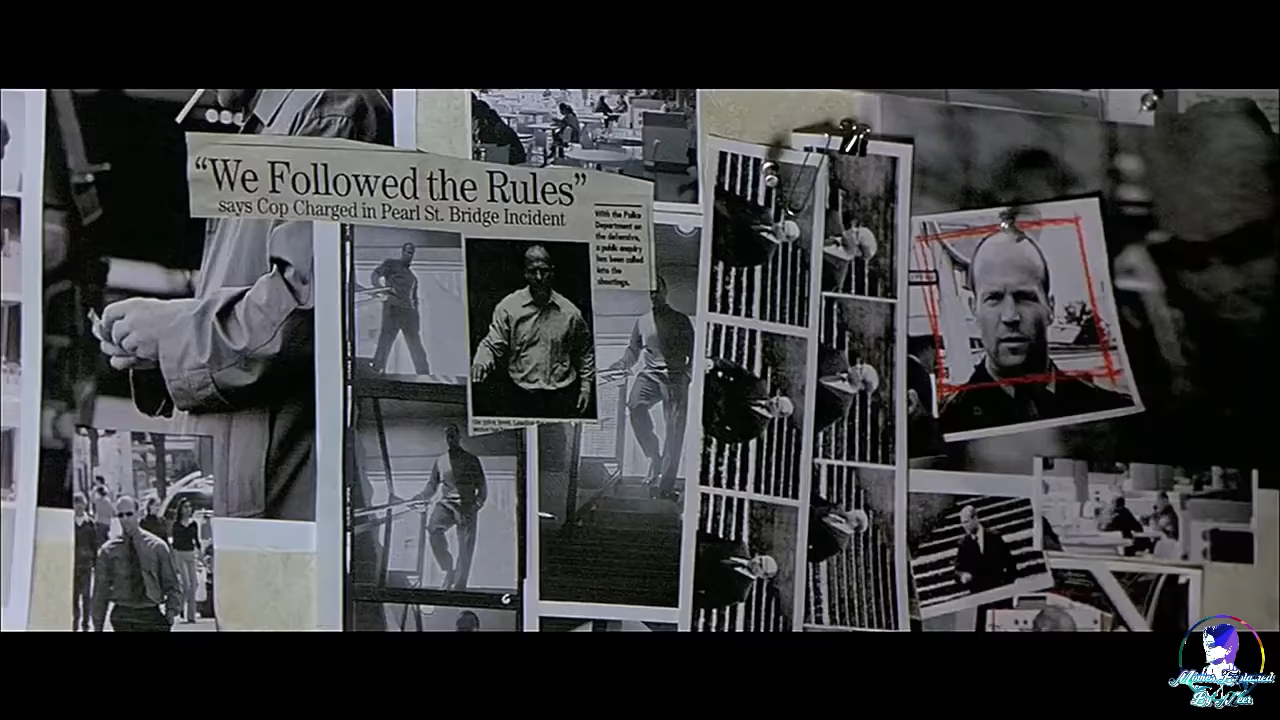 “We Followed the Rules”
says Cop Charged in Pearl St. Bridge Incident
With the Police
Department on
the defensive,
a public enquiry
has been called
into the
shootings.